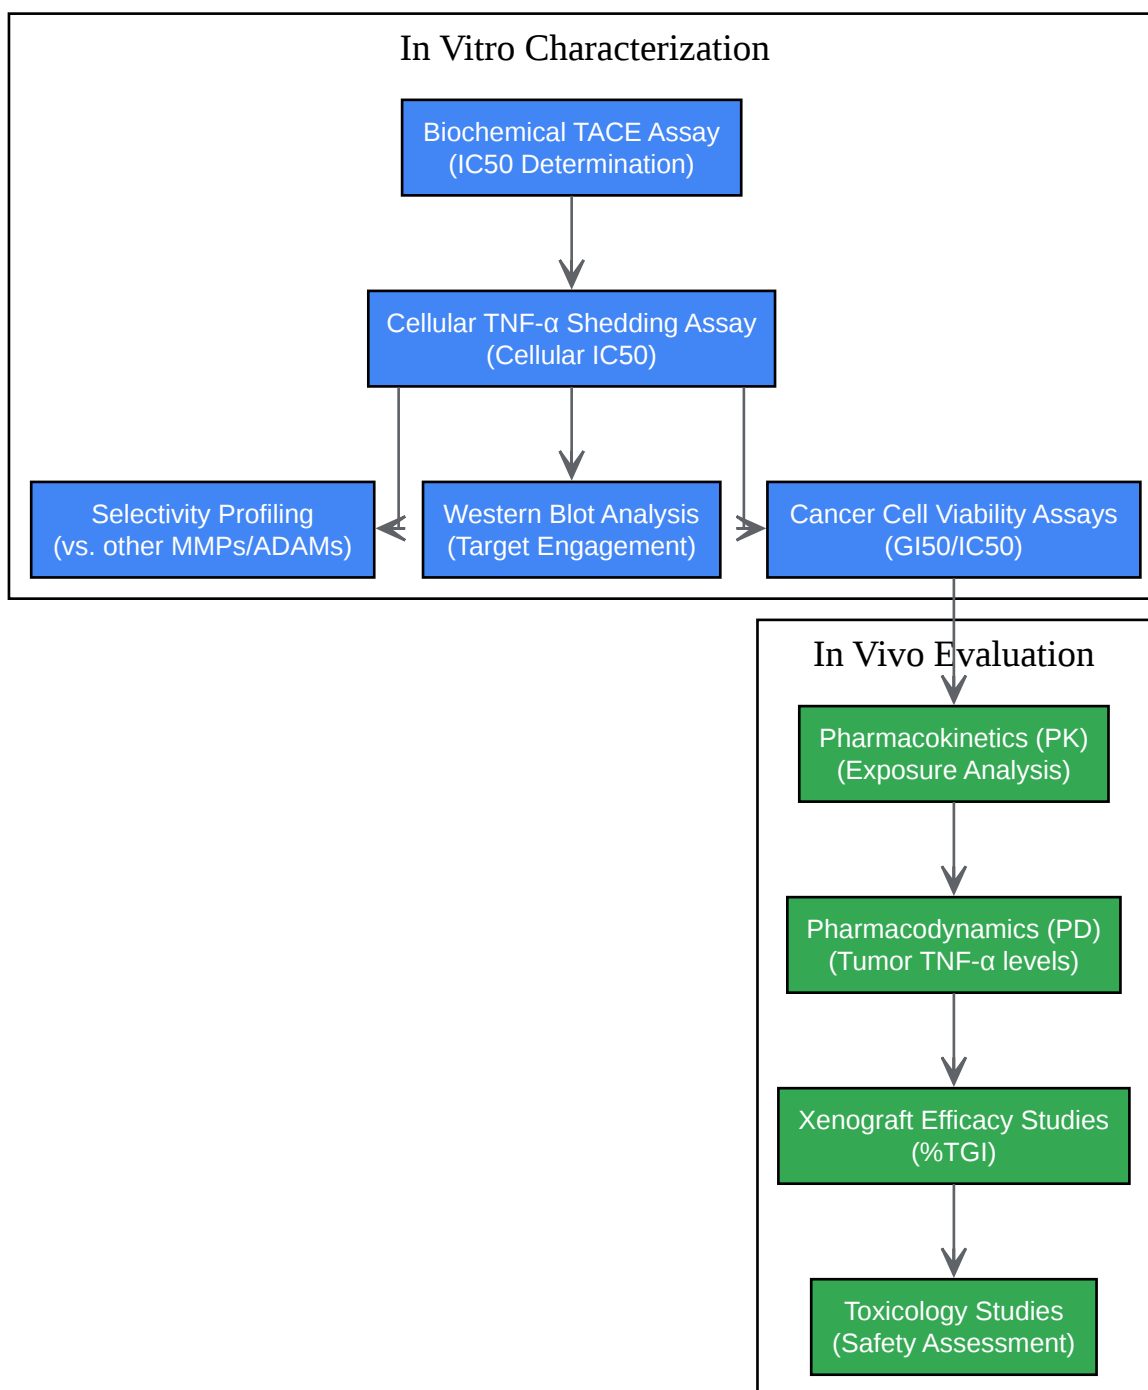 In Vitro Characterization
Biochemical TACE Assay
(IC50 Determination)
Cellular TNF-α Shedding Assay
(Cellular IC50)
Selectivity Profiling
(vs. other MMPs/ADAMs)
Western Blot Analysis
(Target Engagement)
Cancer Cell Viability Assays
(GI50/IC50)
In Vivo Evaluation
Pharmacokinetics (PK)
(Exposure Analysis)
Pharmacodynamics (PD)
(Tumor TNF-α levels)
Xenograft Efficacy Studies
(%TGI)
Toxicology Studies
(Safety Assessment)